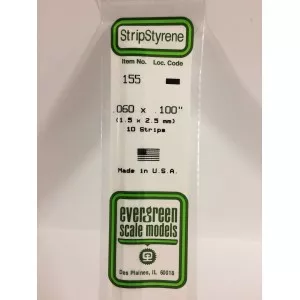 StripStyrene
Item No. Loc. Code
155
.060 x .100"
(1.5 x 2.5 mm)
10 Strips
Made in U.S.A.
evergreen
scale models
Des Plaines, IL 60018